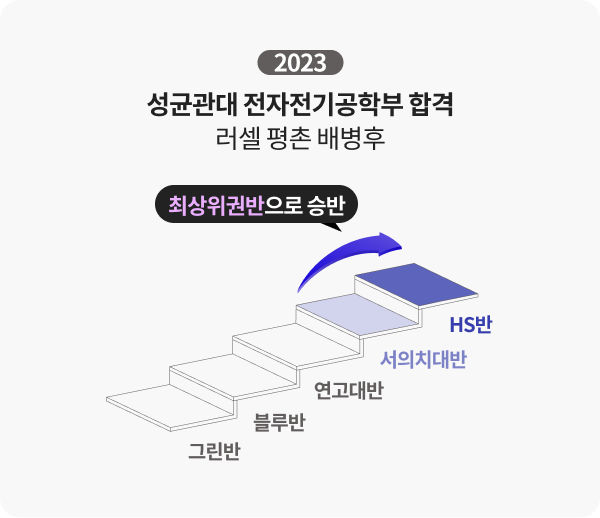 2023
성균관대 전자전기공학부 합격
러셀 평촌 배병후
최상위권반으로 승반
HS반
서의치대반
연고대반
블루반
그린반